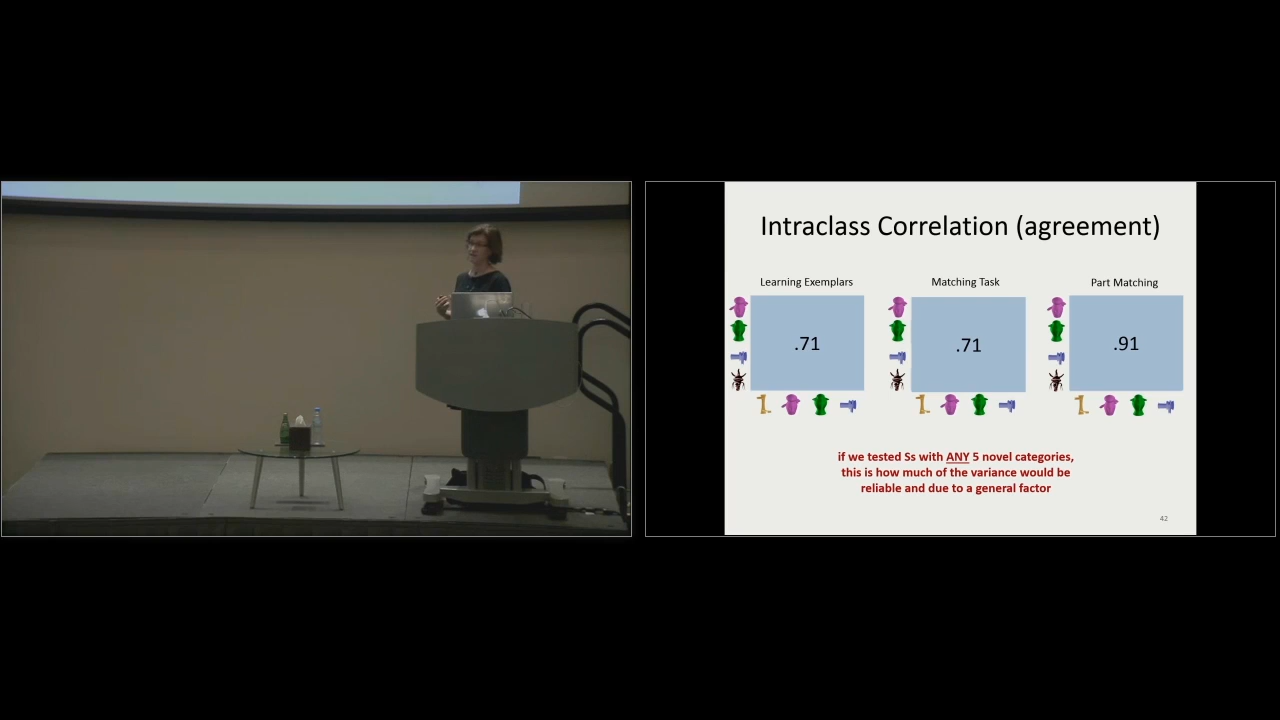 Intraclass Correlation (agreement)
Learning Exemplars
Matching Task
Part Matching
.71
.71
.91
if we tested Ss with ANY 5 novel categories,
this is how much of the variance would be
reliable and due to a general factor
42